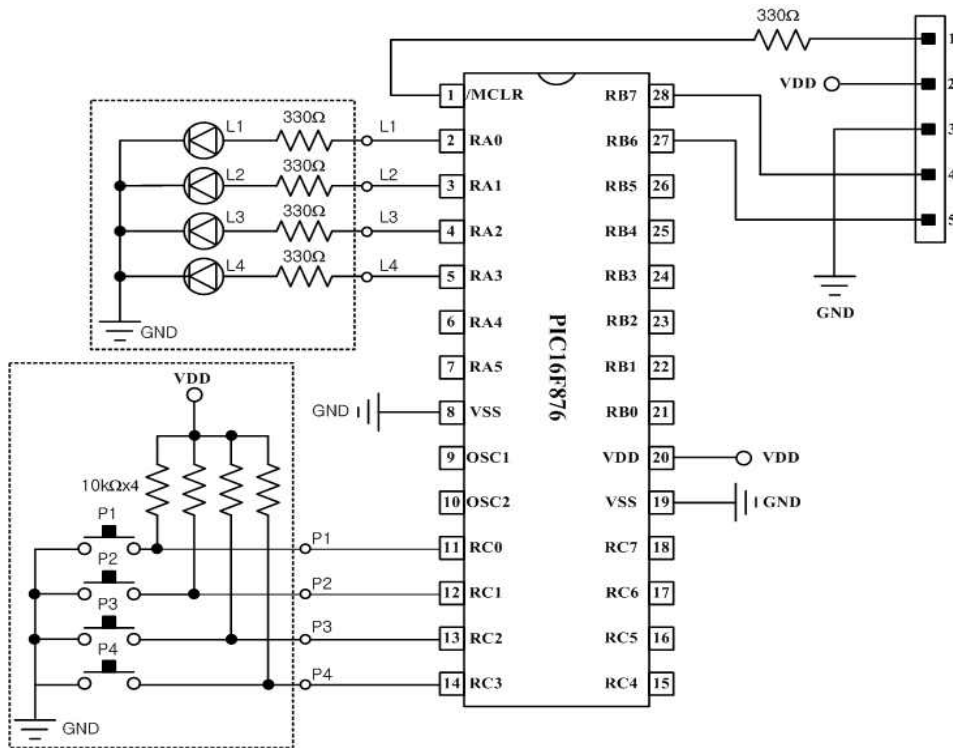 330Ω
1
VDD
2
3
4
5
GND
330Ω
L1
L1
330Ω
L2
L2
330Ω
L3
L3
330Ω
L4
L4
GND
1 /MCLR
2 RA0
3 RA1
4 RA2
5 RA3
6 RA4
7 RA5
GND
8 VSS
9 OSC1
10 OSC2
11 RC0
12 RC1
13 RC2
14 RC3
PIC16F876
RB7 28
RB6 27
RB5 26
RB4 25
RB3 24
RB2 23
RB1 22
RB0 21
VDD 20
VDD
VSS 19
GND
RC7 18
RC6 17
RC5 16
RC4 15
VDD
10kΩx4
P1
P1
P2
P2
P3
P3
P4
P4
GND